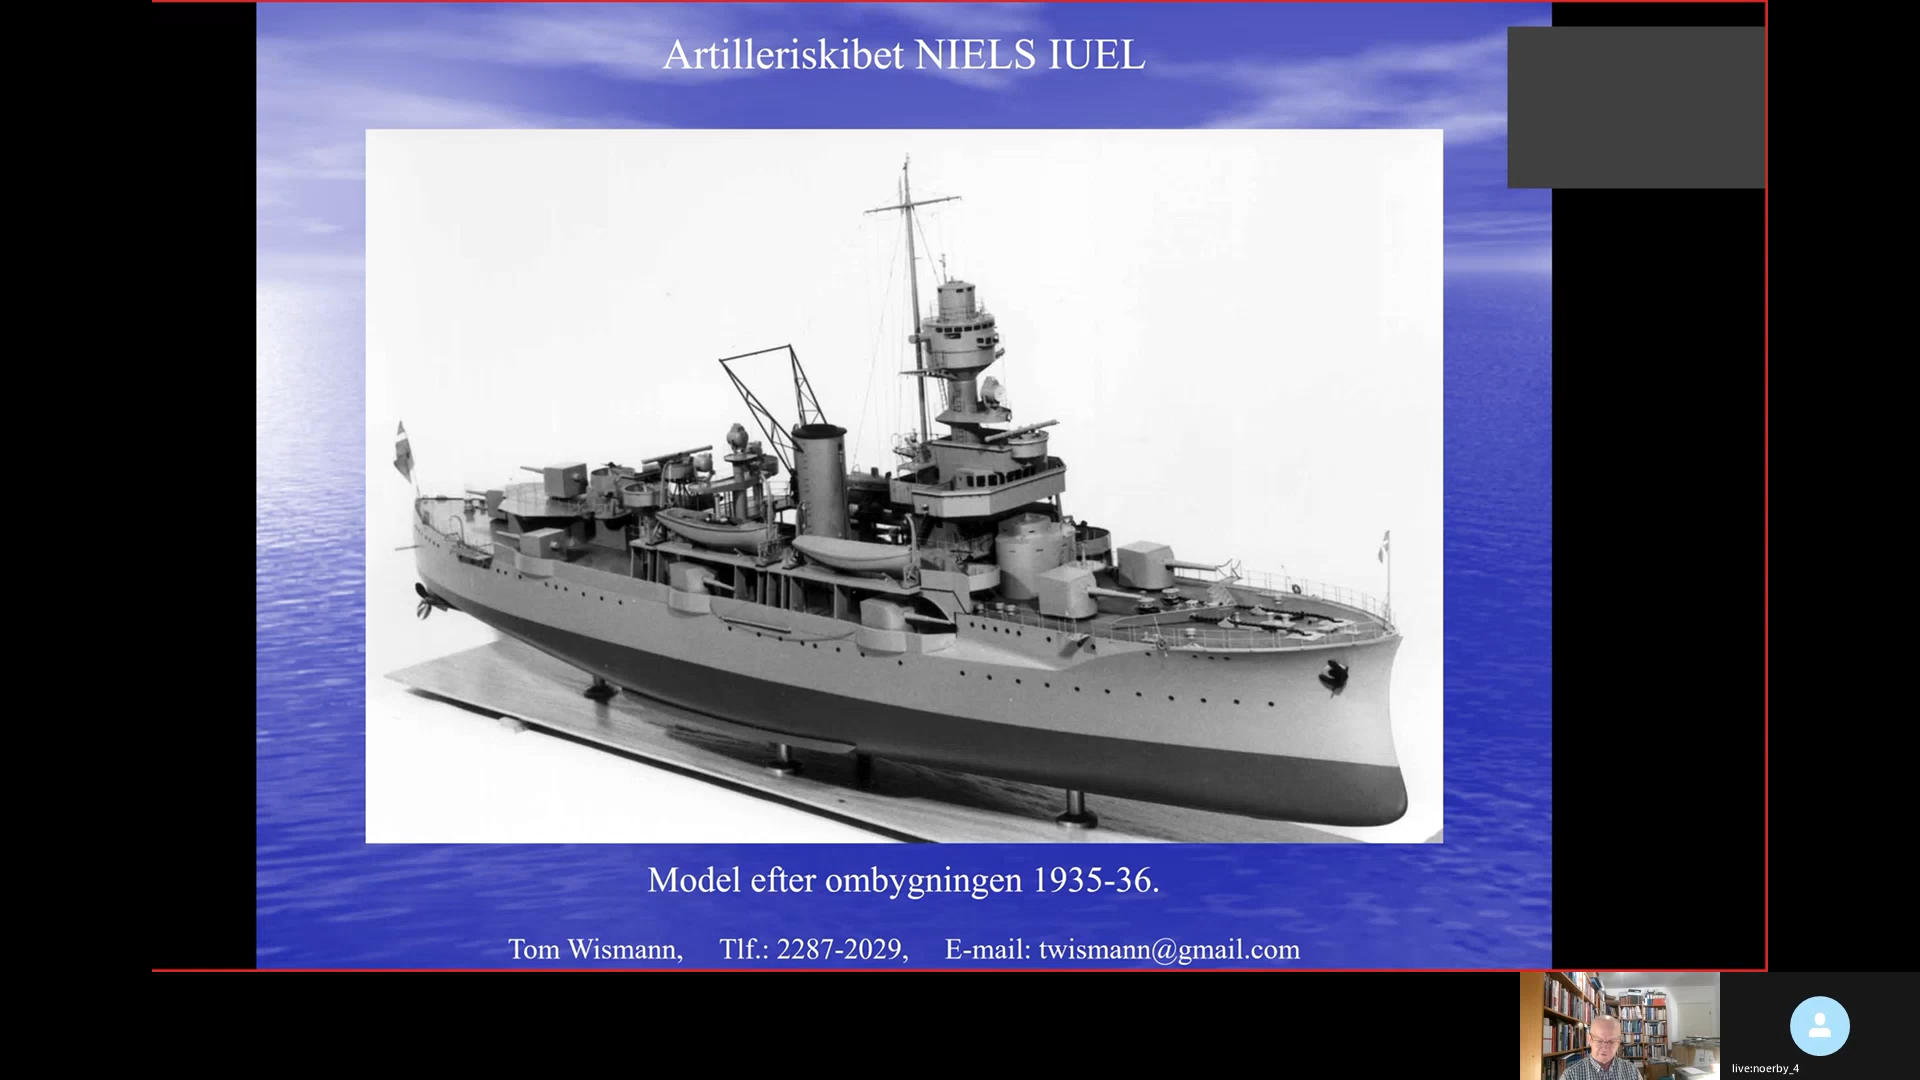 Artilleriskibet NIELS IUEL
Model efter ombygningen 1935-36.
Tom Wismann, Tlf.: 2287-2029, E-mail: twismann@gmail.com
live:noerby_4